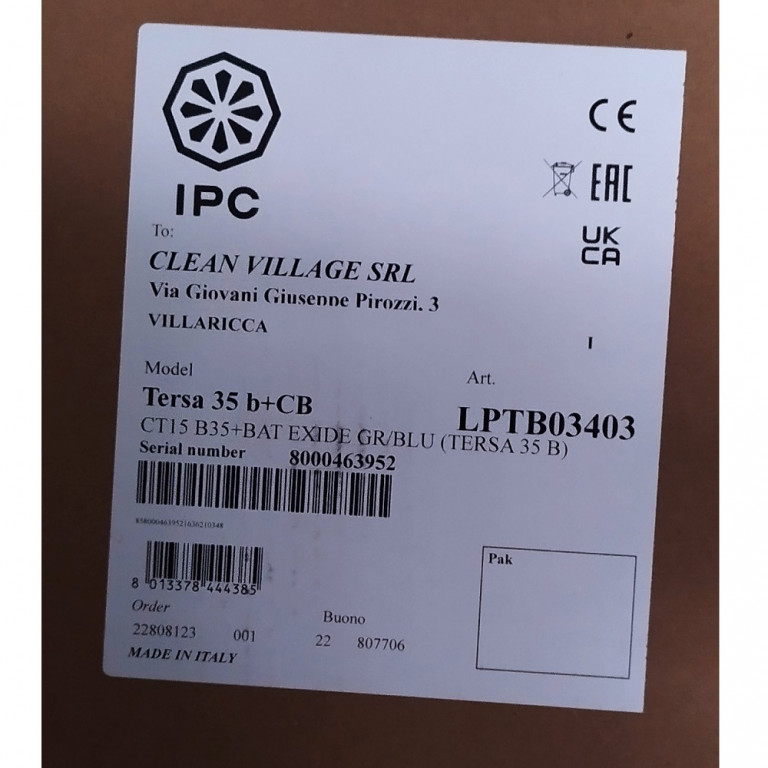 IPC
CE
EAC
UK
CA
To:
CLEAN VILLAGE SRL
Via Giovani Giusenne Pirozzi. 3
VILLARICCA
I
Model
Art.
Tersa 35 b+CB
LPTB03403
CT15 B35+BAT EXIDE GR/BLU (TERSA 35 B)
Serial number 8000463952
8 013378 444385
Pak
Order
Buono
22808123 001
22 807706
MADE IN ITALY